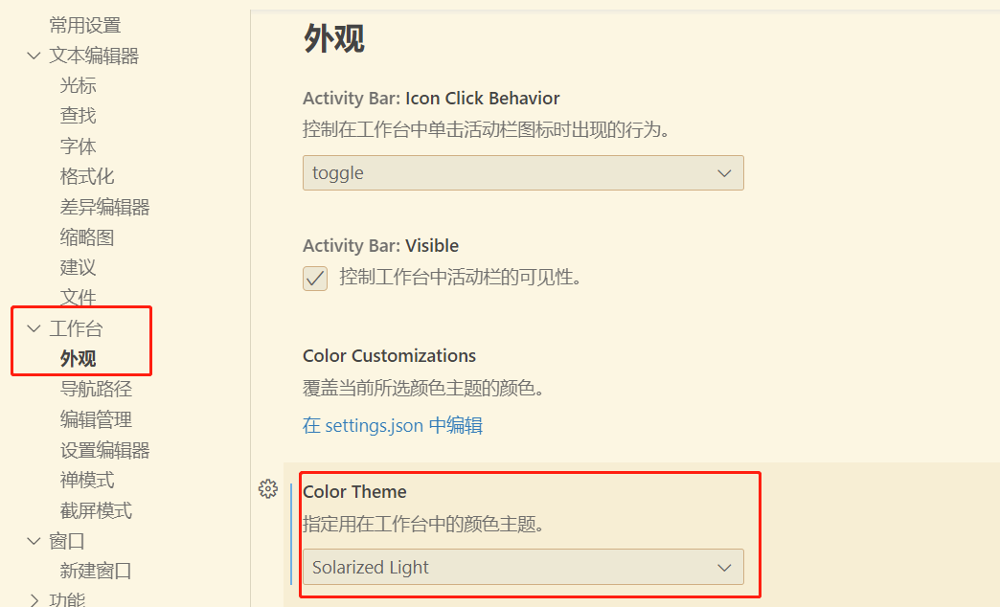 常用设置
文本编辑器
光标
查找
字体
格式化
差异编辑器
缩略图
建议
文件
工作台
外观
导航路径
编辑管理
设置编辑器
禅模式
截屏模式
窗口
新建窗口
功能
外观
Activity Bar: Icon Click Behavior
控制在工作台中单击活动栏图标时出现的行为。
toggle
Activity Bar: Visible
控制工作台中活动栏的可见性。
Color Customizations
覆盖当前所选颜色主题的颜色。
在 settings.json 中编辑
Color Theme
指定用在工作台中的颜色主题。
Solarized Light